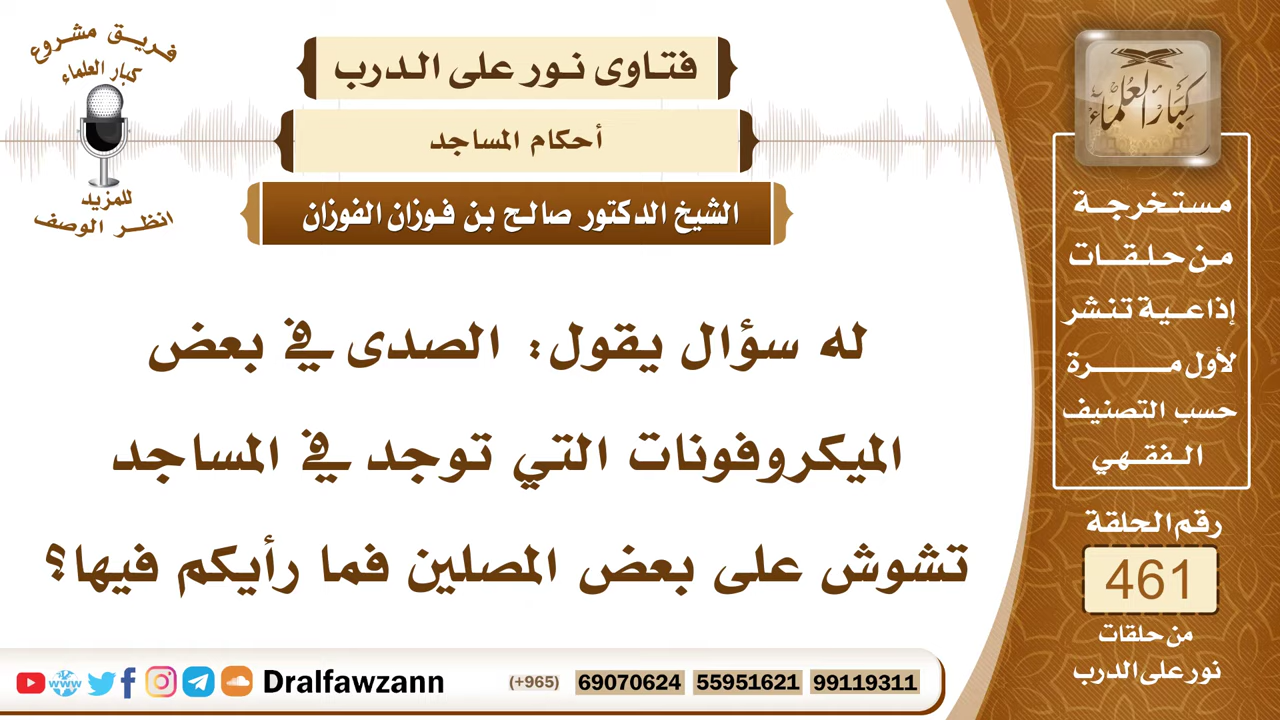 فريق مشروع
كبار العلماء
للمزيد
انظر الوصف
فتاوى نور على الدرب
أحكام المساجد
الشيخ الدكتور صالح بن فوزان الفوزان
له سؤال يقول: الصدى في بعض
الميكروفونات التي توجد في المساجد
تشوش على بعض المصلين فما رأيكم فيها؟
كبار العلماء
مستخرجة
من حلقات
إذاعية تنشر
لأول مرة
حسب التصنيف
الفقهي
رقم الحلقة
461
من حلقات
نور على الدرب
www
Dralfawzann
(+965) 69070624 55951621 99119311